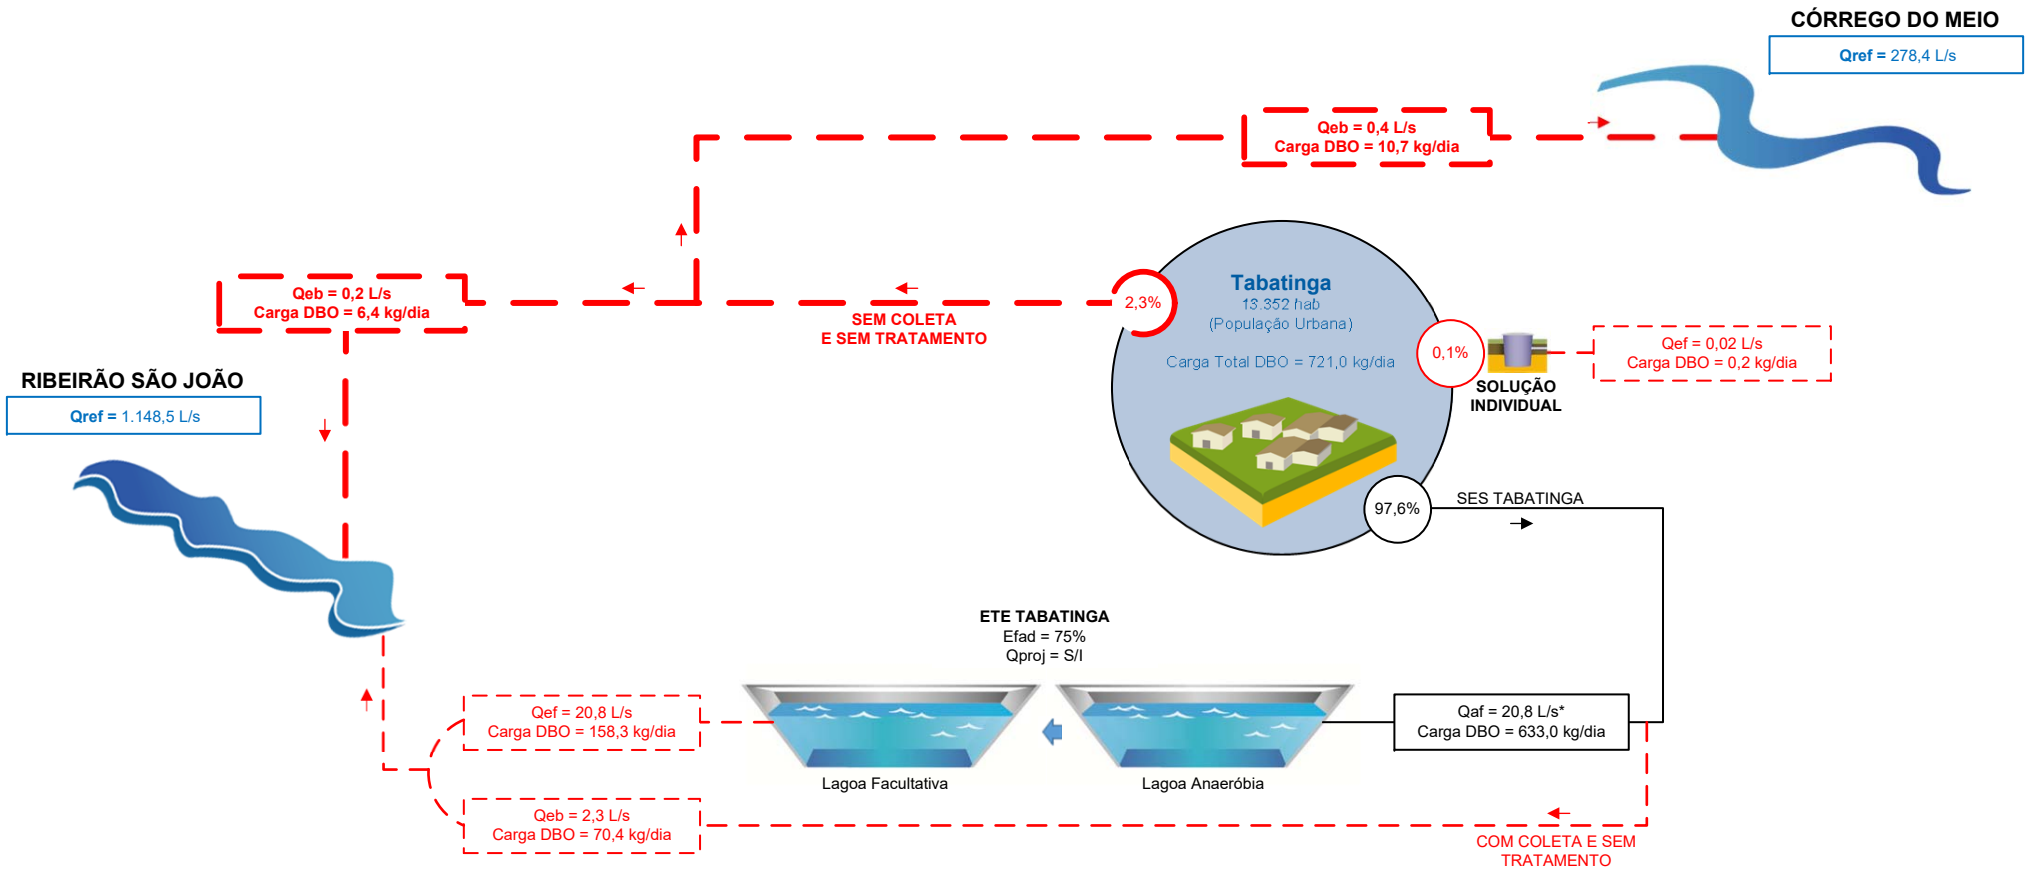 CÓRREGO DO MEIO
Qref = 278,4 L/s
Qeb = 0,4 L/s
Carga DBO = 10,7 kg/dia
Qeb = 0,2 L/s
Carga DBO = 6,4 kg/dia
SEM COLETA
E SEM TRATAMENTO
2,3%
Tabatinga
13.352 hab
(População Urbana)
Carga Total DBO = 721,0 kg/dia
0,1%
SOLUÇÃO
INDIVIDUAL
Qef = 0,02 L/s
Carga DBO = 0,2 kg/dia
RIBEIRÃO SÃO JOÃO
Qref = 1.148,5 L/s
97,6%
SES TABATINGA
ETE TABATINGA
Efad = 75%
Qproj = S/I
Qef = 20,8 L/s
Carga DBO = 158,3 kg/dia
Qaf = 20,8 L/s*
Carga DBO = 633,0 kg/dia
Lagoa Facultativa
Lagoa Anaeróbia
Qeb = 2,3 L/s
Carga DBO = 70,4 kg/dia
COM COLETA E SEM
TRATAMENTO